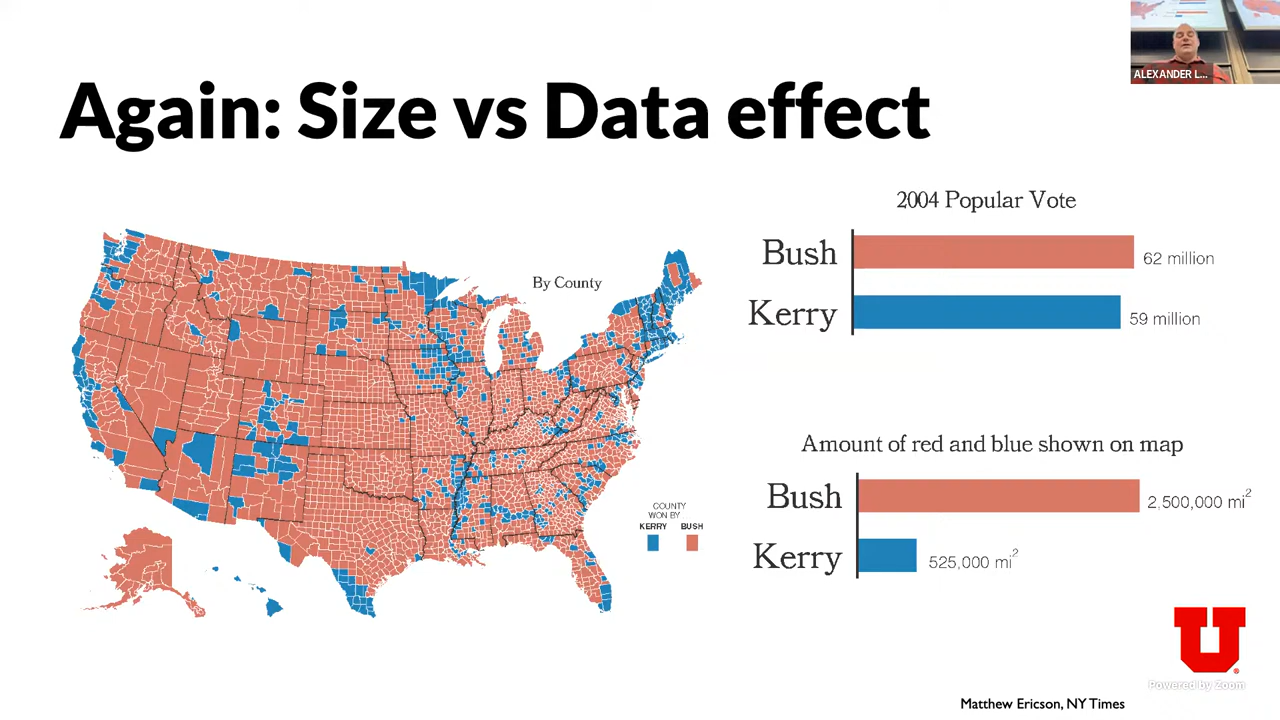 ALEXANDER L...
Again: Size vs Data effect
By County
COUNTY
WON BY
KERRY BUSH
2004 Popular Vote
Bush
62 million
Kerry
59 million
Amount of red and blue shown on map
Bush
2,500,000 mi²
Kerry
525,000 mi²
U
®
Powered by Zoom
Matthew Ericson, NY Times